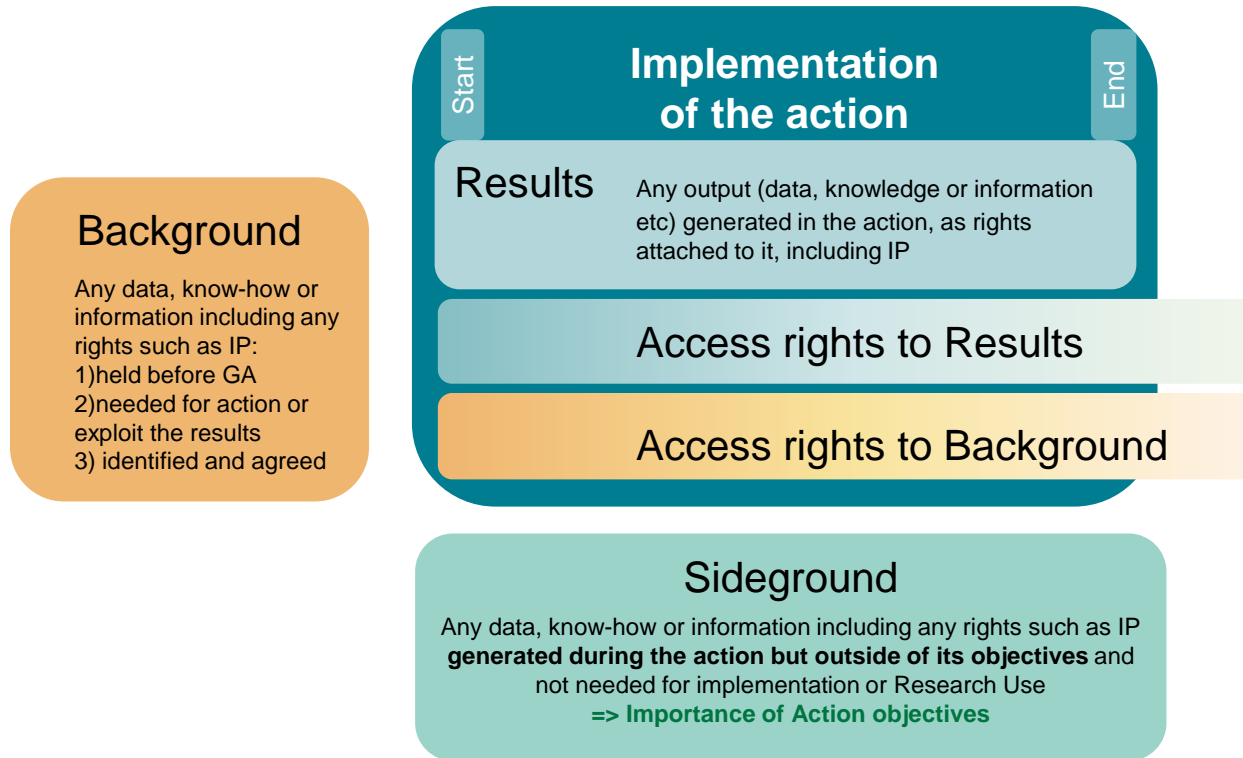 Start
Implementation
of the action
End
Results
Any output (data, knowledge or information
etc) generated in the action, as rights
attached to it, including IP
Background
Any data, know-how or
information including any
rights such as IP:
1)held before GA
2)needed for action or
exploit the results
3) identified and agreed
Access rights to Results
Access rights to Background
Sideground
Any data, know-how or information including any rights such as IP
generated during the action but outside of its objectives and
not needed for implementation or Research Use
=> Importance of Action objectives